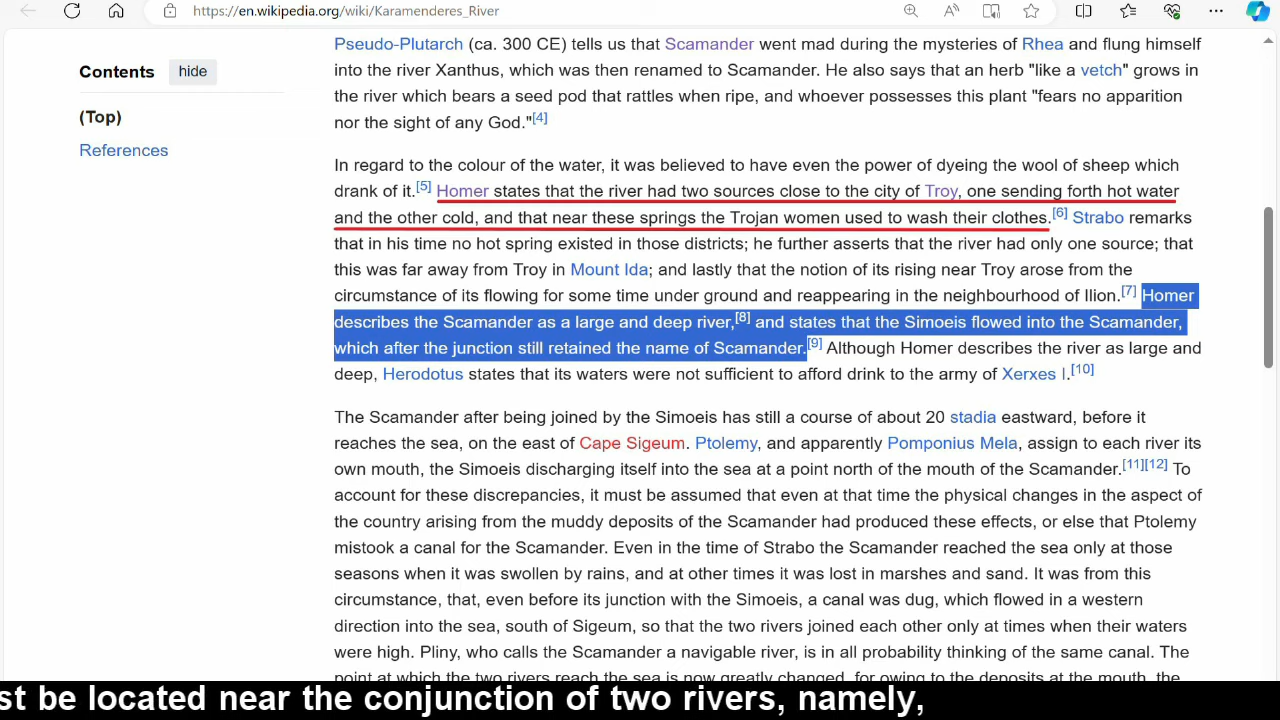 https://en.wikipedia.org/wiki/Karamenderes_River
Contents hide
(Top)
References
Pseudo-Plutarch (ca. 300 CE) tells us that Scamander went mad during the mysteries of Rhea and flung himself
into the river Xanthus, which was then renamed to Scamander. He also says that an herb "like a vetch" grows in
the river which bears a seed pod that rattles when ripe, and whoever possesses this plant "fears no apparition
nor the sight of any God."[4]
In regard to the colour of the water, it was believed to have even the power of dyeing the wool of sheep which
drank of it.[5] Homer states that the river had two sources close to the city of Troy, one sending forth hot water
and the other cold, and that near these springs the Trojan women used to wash their clothes.[6] Strabo remarks
that in his time no hot spring existed in those districts; he further asserts that the river had only one source; that
this was far away from Troy in Mount Ida; and lastly that the notion of its rising near Troy arose from the
circumstance of its flowing for some time under ground and reappearing in the neighbourhood of Ilion.[7] Homer
describes the Scamander as a large and deep river,[8] and states that the Simoeis flowed into the Scamander,
which after the junction still retained the name of Scamander.[9] Although Homer describes the river as large and
deep, Herodotus states that its waters were not sufficient to afford drink to the army of Xerxes I.[10]
The Scamander after being joined by the Simoeis has still a course of about 20 stadia eastward, before it
reaches the sea, on the east of Cape Sigeum. Ptolemy, and apparently Pomponius Mela, assign to each river its
own mouth, the Simoeis discharging itself into the sea at a point north of the mouth of the Scamander.[11][12] To
account for these discrepancies, it must be assumed that even at that time the physical changes in the aspect of
the country arising from the muddy deposits of the Scamander had produced these effects, or else that Ptolemy
mistook a canal for the Scamander. Even in the time of Strabo the Scamander reached the sea only at those
seasons when it was swollen by rains, and at other times it was lost in marshes and sand. It was from this
circumstance, that, even before its junction with the Simoeis, a canal was dug, which flowed in a western
direction into the sea, south of Sigeum, so that the two rivers joined each other only at times when their waters
were high. Pliny, who calls the Scamander a navigable river, is in all probability thinking of the same canal. The
point at which the two rivers reach the sea is now greatly changed, for owing to the deposits at the mouth, the
st be located near the conjunction of two rivers, namely,